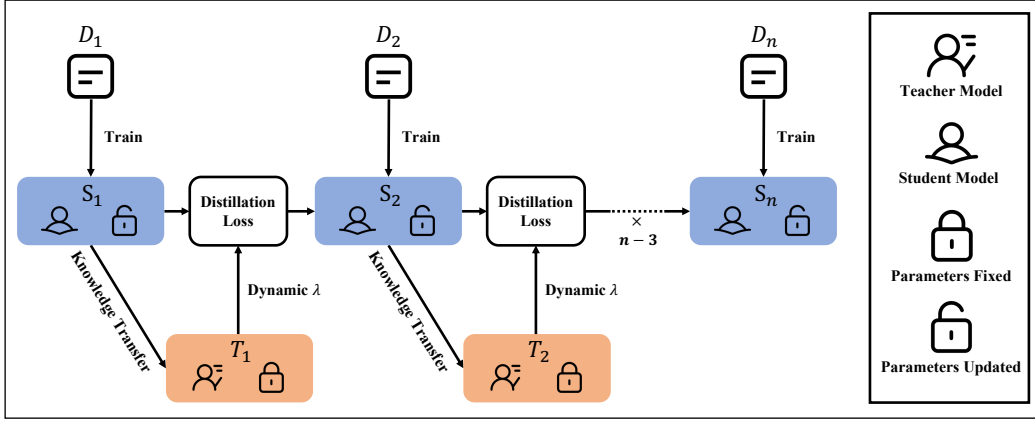 D₁
D₂
Dₙ
Train
Train
Train
S₁
Distillation
Loss
S₂
Distillation
Loss
×
n − 3
Sₙ
Knowledge Transfer
Dynamic λ
Knowledge Transfer
Dynamic λ
T₁
T₂
Teacher Model
Student Model
Parameters Fixed
Parameters Updated